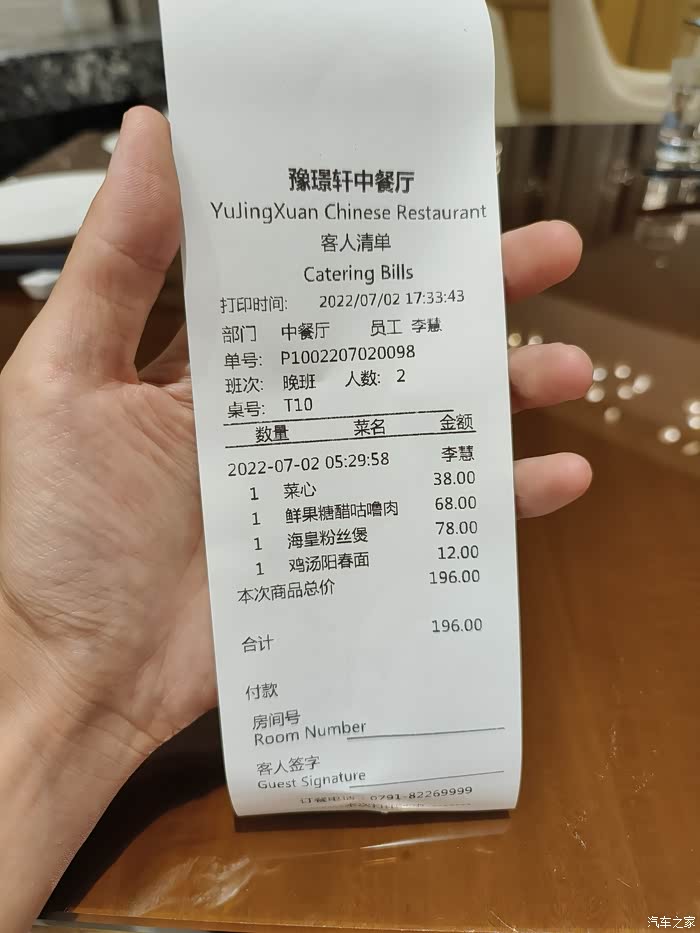 豫璟轩中餐厅
YuJingXuan Chinese Restaurant
客人清单
Catering Bills
打印时间: 2022/07/02 17:33:43
部门 中餐厅 员工 李慧
单号: P1002207020098
班次: 晚班 人数: 2
桌号: T10
数量 菜名 金额
2022-07-02 05:29:58 李慧
1 菜心 38.00
1 鲜果糖醋咕噜肉 68.00
1 海皇粉丝煲 78.00
1 鸡汤阳春面 12.00
本次商品总价 196.00
合计 196.00
付款
房间号
Room Number
客人签字
Guest Signature
订餐电话: 0791-82269999
汽车之家